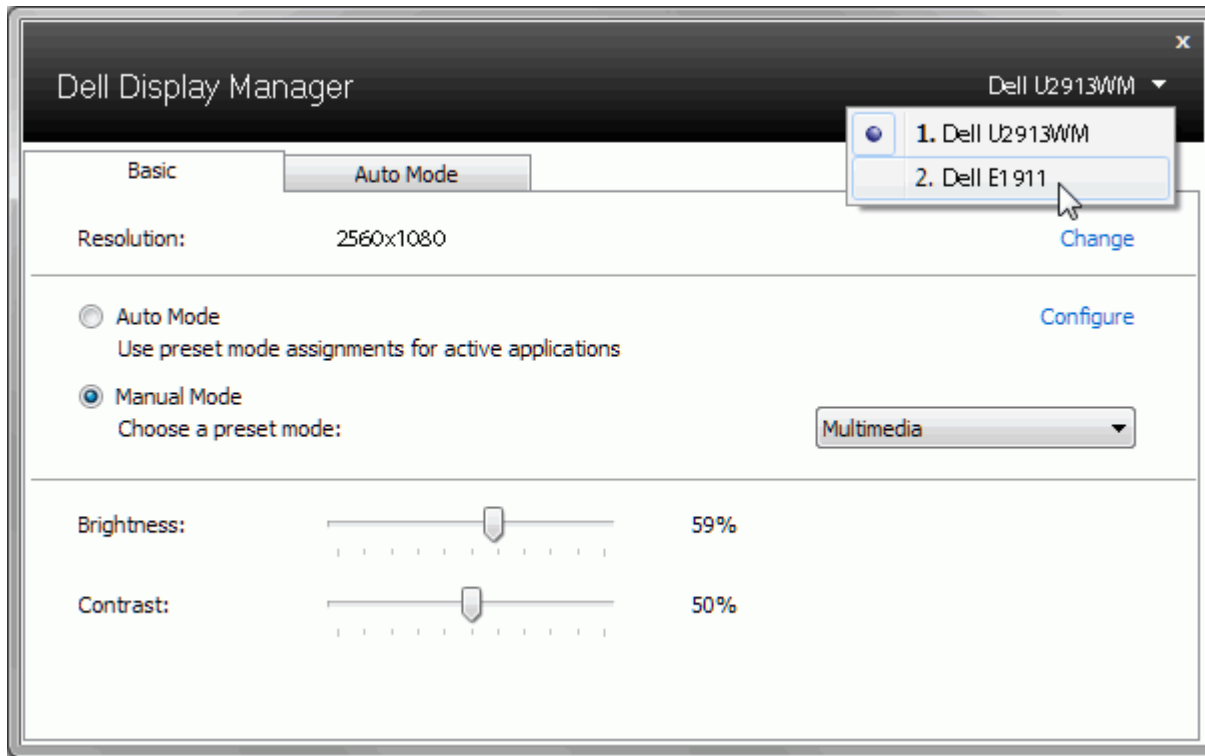 x
Dell Display Manager
Dell U2913WM
1. Dell U2913WM
2. Dell E1911
Basic
Auto Mode
Resolution:
2560x1080
Change
Auto Mode
Configure
Use preset mode assignments for active applications
Manual Mode
Choose a preset mode:
Multimedia
Brightness:
59%
Contrast:
50%